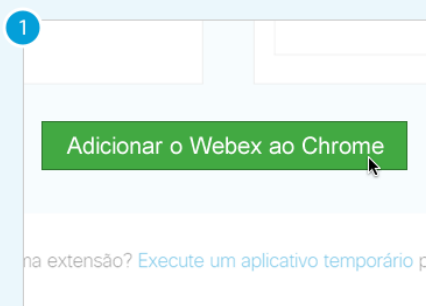 1
Adicionar o Webex ao Chrome
extensão? Execute um aplicativo temporário